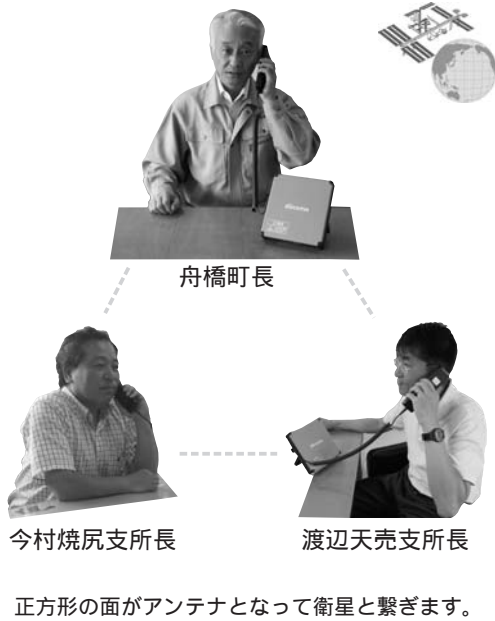 docomo
舟橋町長
今村焼尻支所長
渡辺天売支所長
正方形の面がアンテナとなって衛星と繋ぎます。